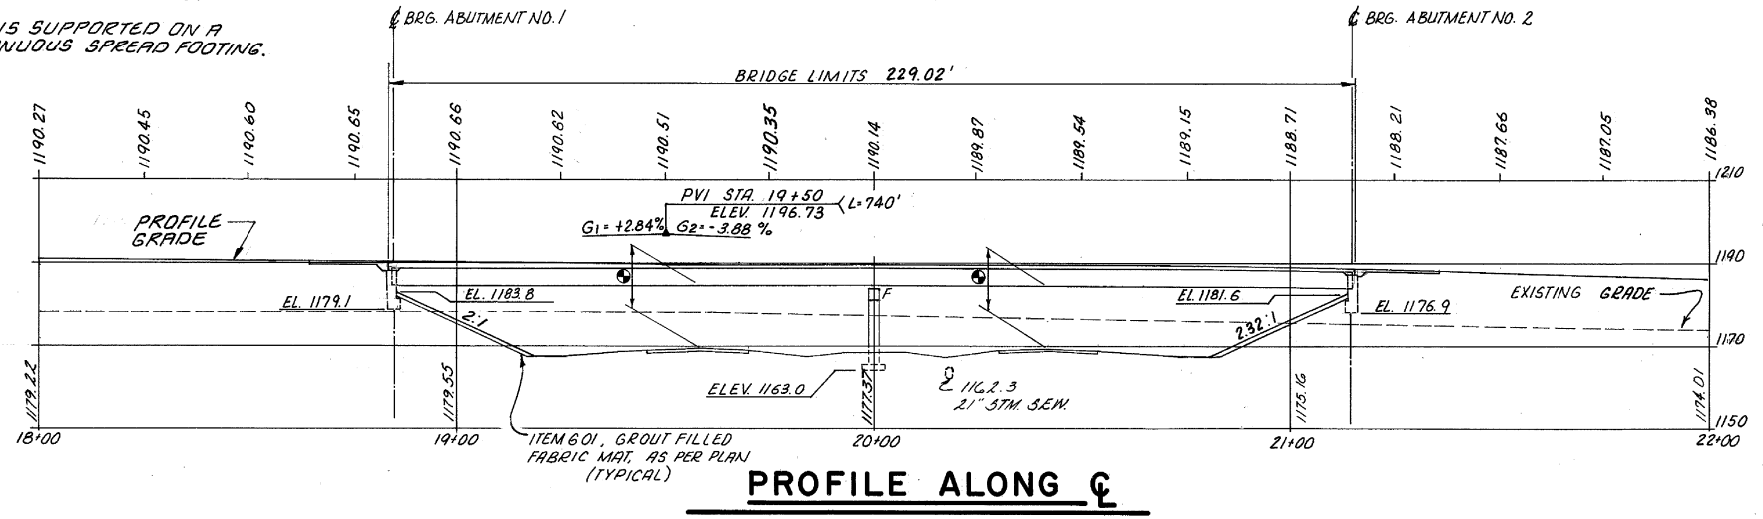 IS SUPPORTED ON A
NUOUS SPREAD FOOTING.
℄ BRG. ABUTMENT NO. 1
℄ BRG. ABUTMENT NO. 2
BRIDGE LIMITS 229.02'
1190.27
1190.45
1190.60
1190.65
1190.66
1190.62
1190.51
1190.35
1190.14
1189.87
1189.54
1189.15
1188.71
1188.21
1187.66
1187.05
1186.38
1210
PVI STA. 19+50
ELEV. 1196.73
L=740'
G1= +2.84% G2= -3.88 %
PROFILE
GRADE
1190
EL. 1179.1
EL. 1183.8
F
EL. 1181.6
EL. 1176.9
EXISTING GRADE
2:1
2.32:1
1170
1179.22
1179.55
ELEV. 1163.0
1177.37
1162.3
21" STM. SEW.
1175.16
1174.01
1150
18+00
19+00
20+00
21+00
22+00
ITEM 601, GROUT FILLED
FABRIC MAT, AS PER PLAN
(TYPICAL)
PROFILE ALONG ℄